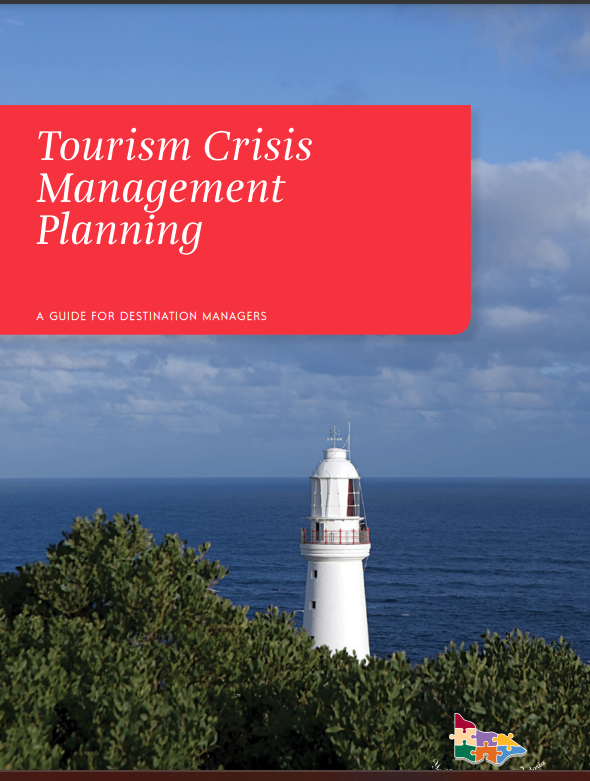 Tourism Crisis
Management
Planning
A GUIDE FOR DESTINATION MANAGERS